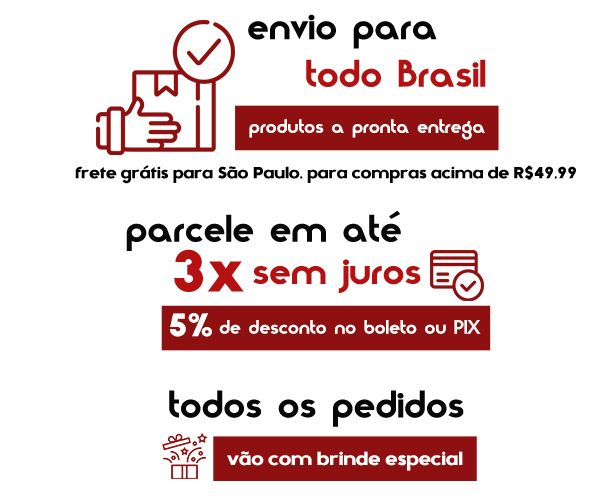 envio para
todo Brasil
produtos a pronta entrega
frete grátis para São Paulo, para compras acima de R$49,99
parcele em até
3x sem juros
5% de desconto no boleto ou PIX
todos os pedidos
vão com brinde especial